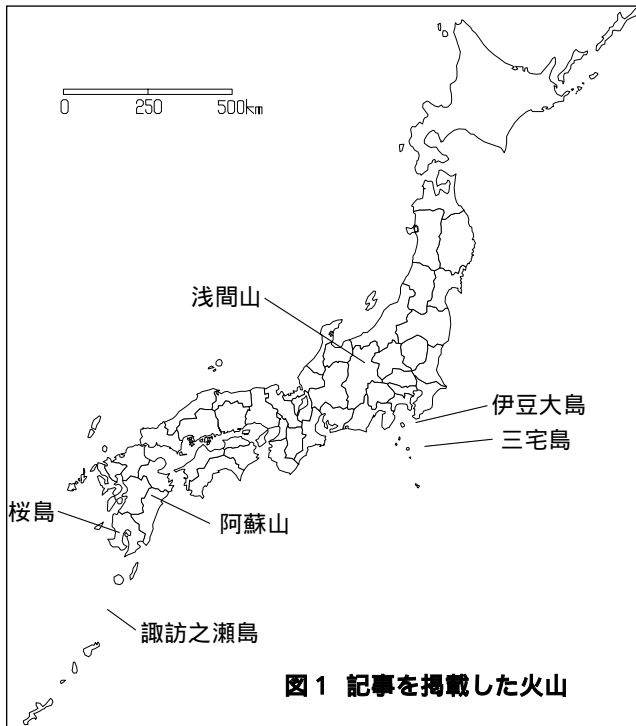 0 250 500km
浅間山
伊豆大島
三宅島
桜島
阿蘇山
諏訪之瀬島
図1 記事を掲載した火山